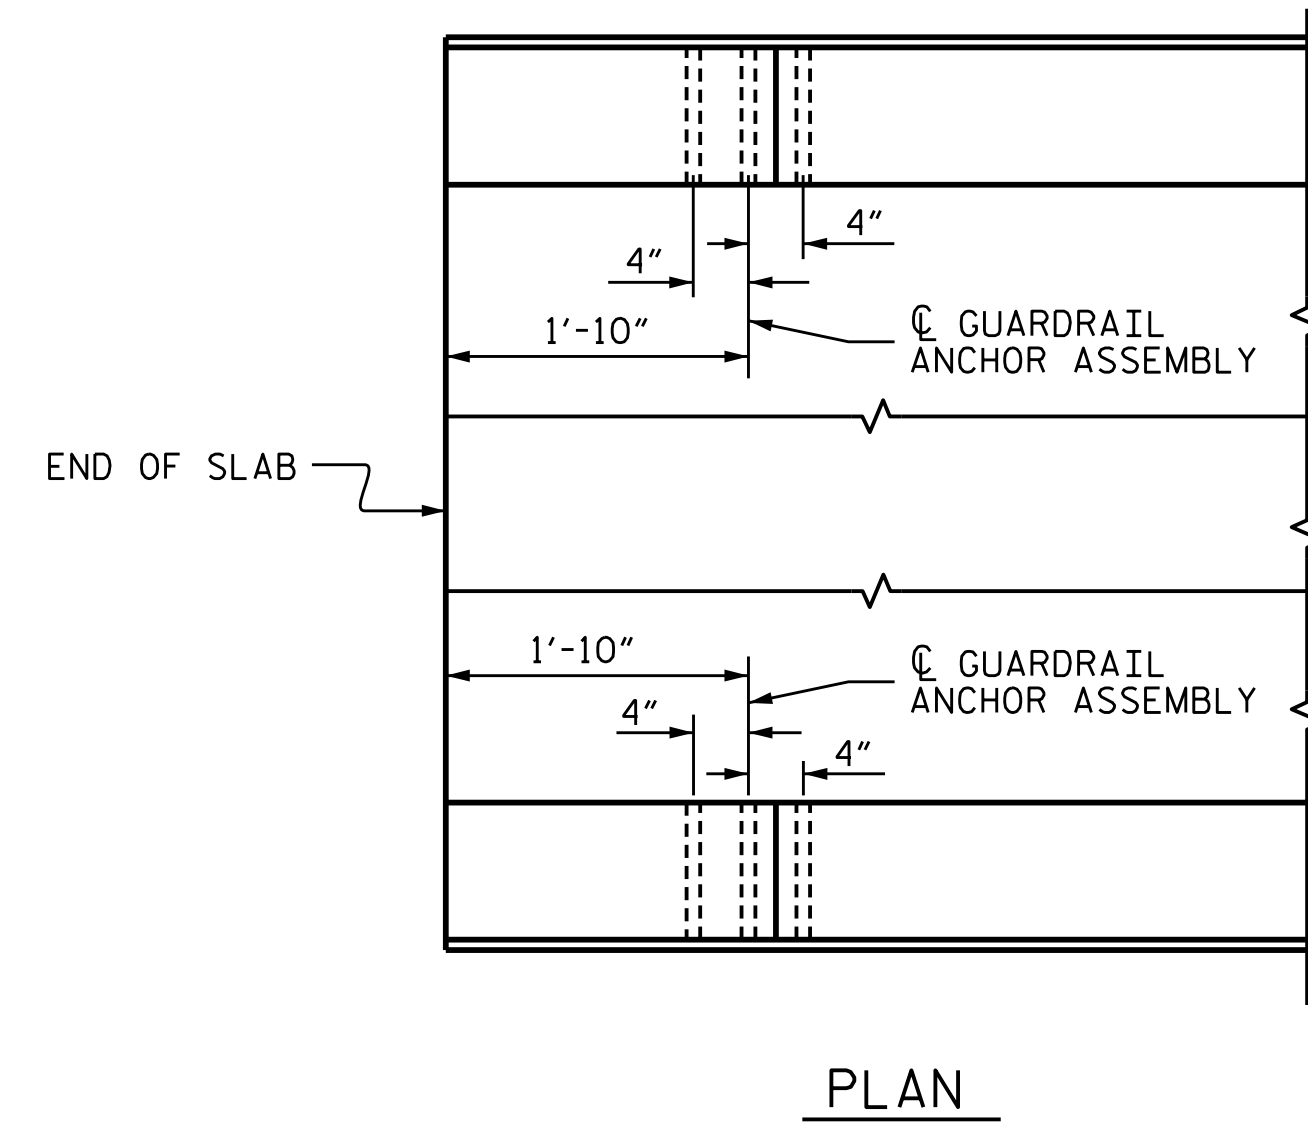 4″
4″
1′-10″
℄ GUARDRAIL
ANCHOR ASSEMBLY
END OF SLAB
1′-10″
℄ GUARDRAIL
ANCHOR ASSEMBLY
4″
4″
PLAN